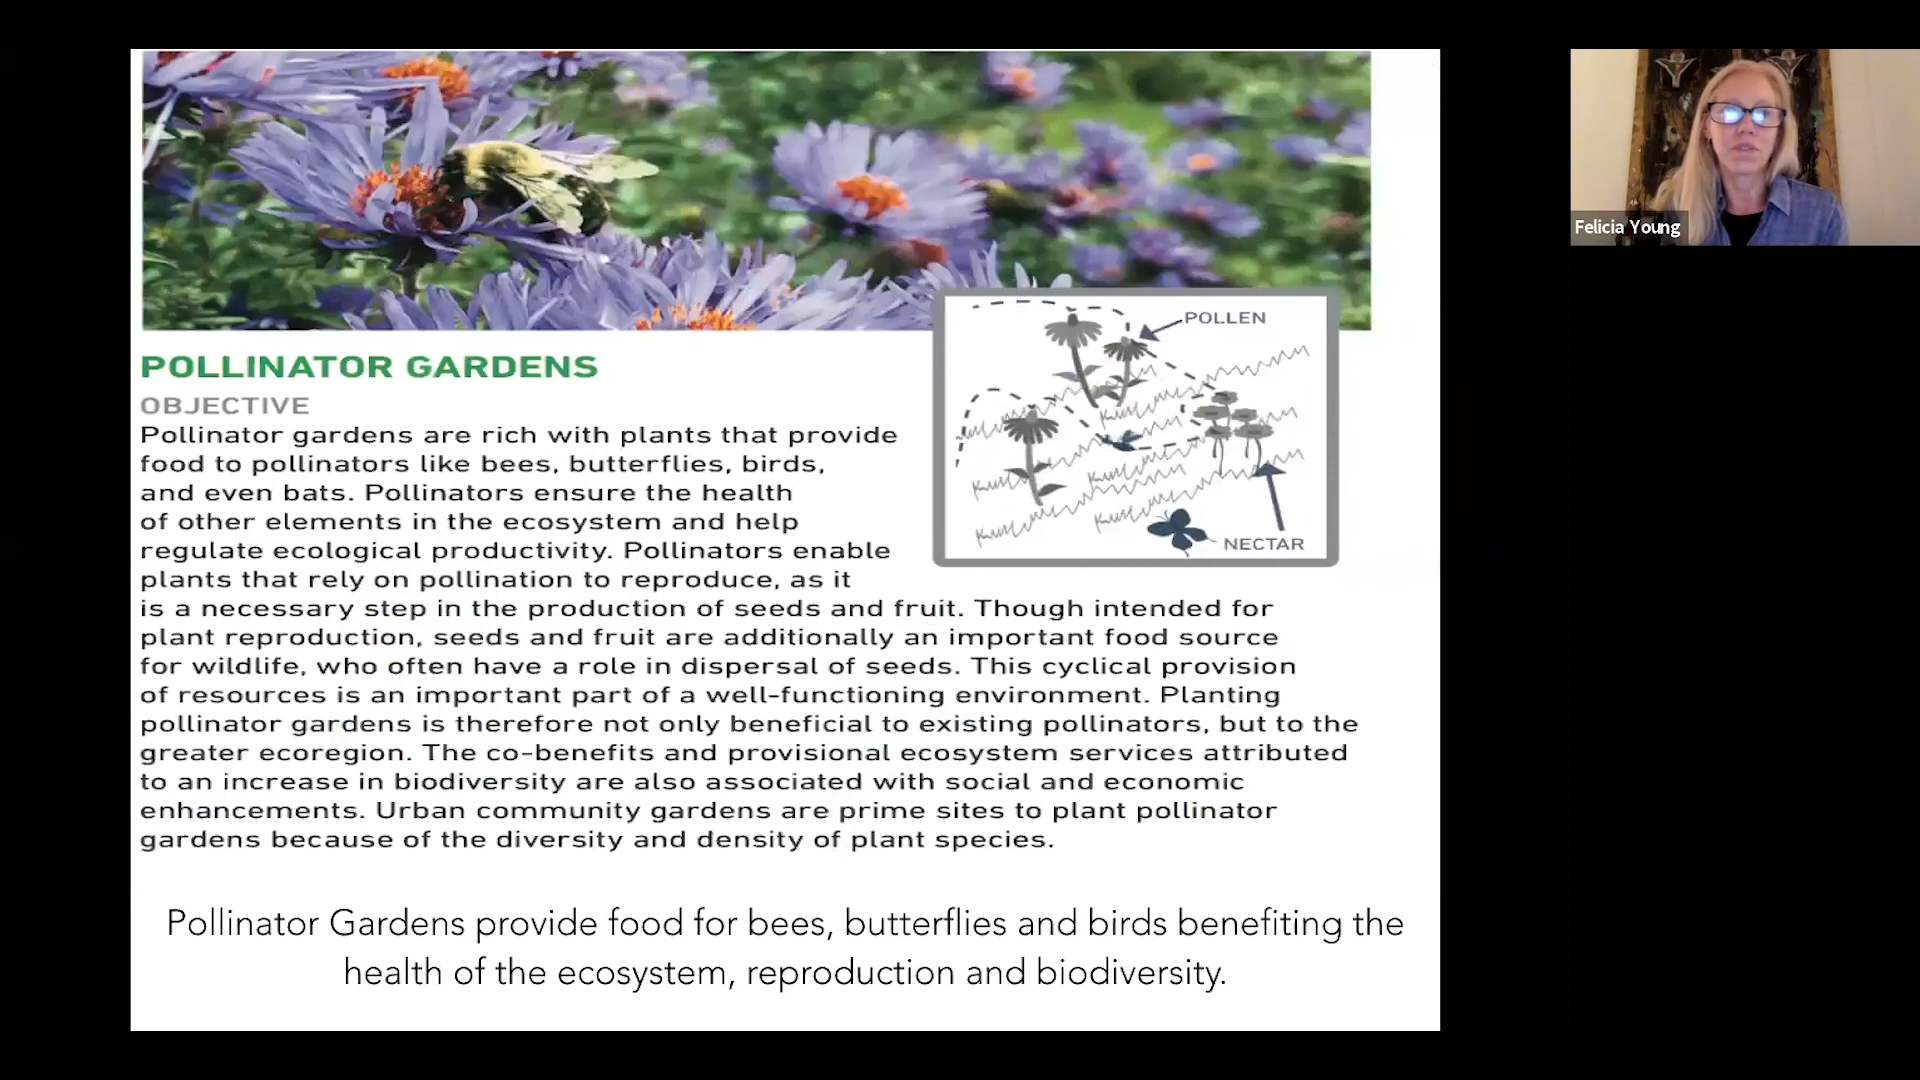 Felicia Young
POLLEN
NECTAR
POLLINATOR GARDENS
OBJECTIVE
Pollinator gardens are rich with plants that provide
food to pollinators like bees, butterflies, birds,
and even bats. Pollinators ensure the health
of other elements in the ecosystem and help
regulate ecological productivity. Pollinators enable
plants that rely on pollination to reproduce, as it
is a necessary step in the production of seeds and fruit. Though intended for
plant reproduction, seeds and fruit are additionally an important food source
for wildlife, who often have a role in dispersal of seeds. This cyclical provision
of resources is an important part of a well-functioning environment. Planting
pollinator gardens is therefore not only beneficial to existing pollinators, but to the
greater ecoregion. The co-benefits and provisional ecosystem services attributed
to an increase in biodiversity are also associated with social and economic
enhancements. Urban community gardens are prime sites to plant pollinator
gardens because of the diversity and density of plant species.
Pollinator Gardens provide food for bees, butterflies and birds benefiting the
health of the ecosystem, reproduction and biodiversity.